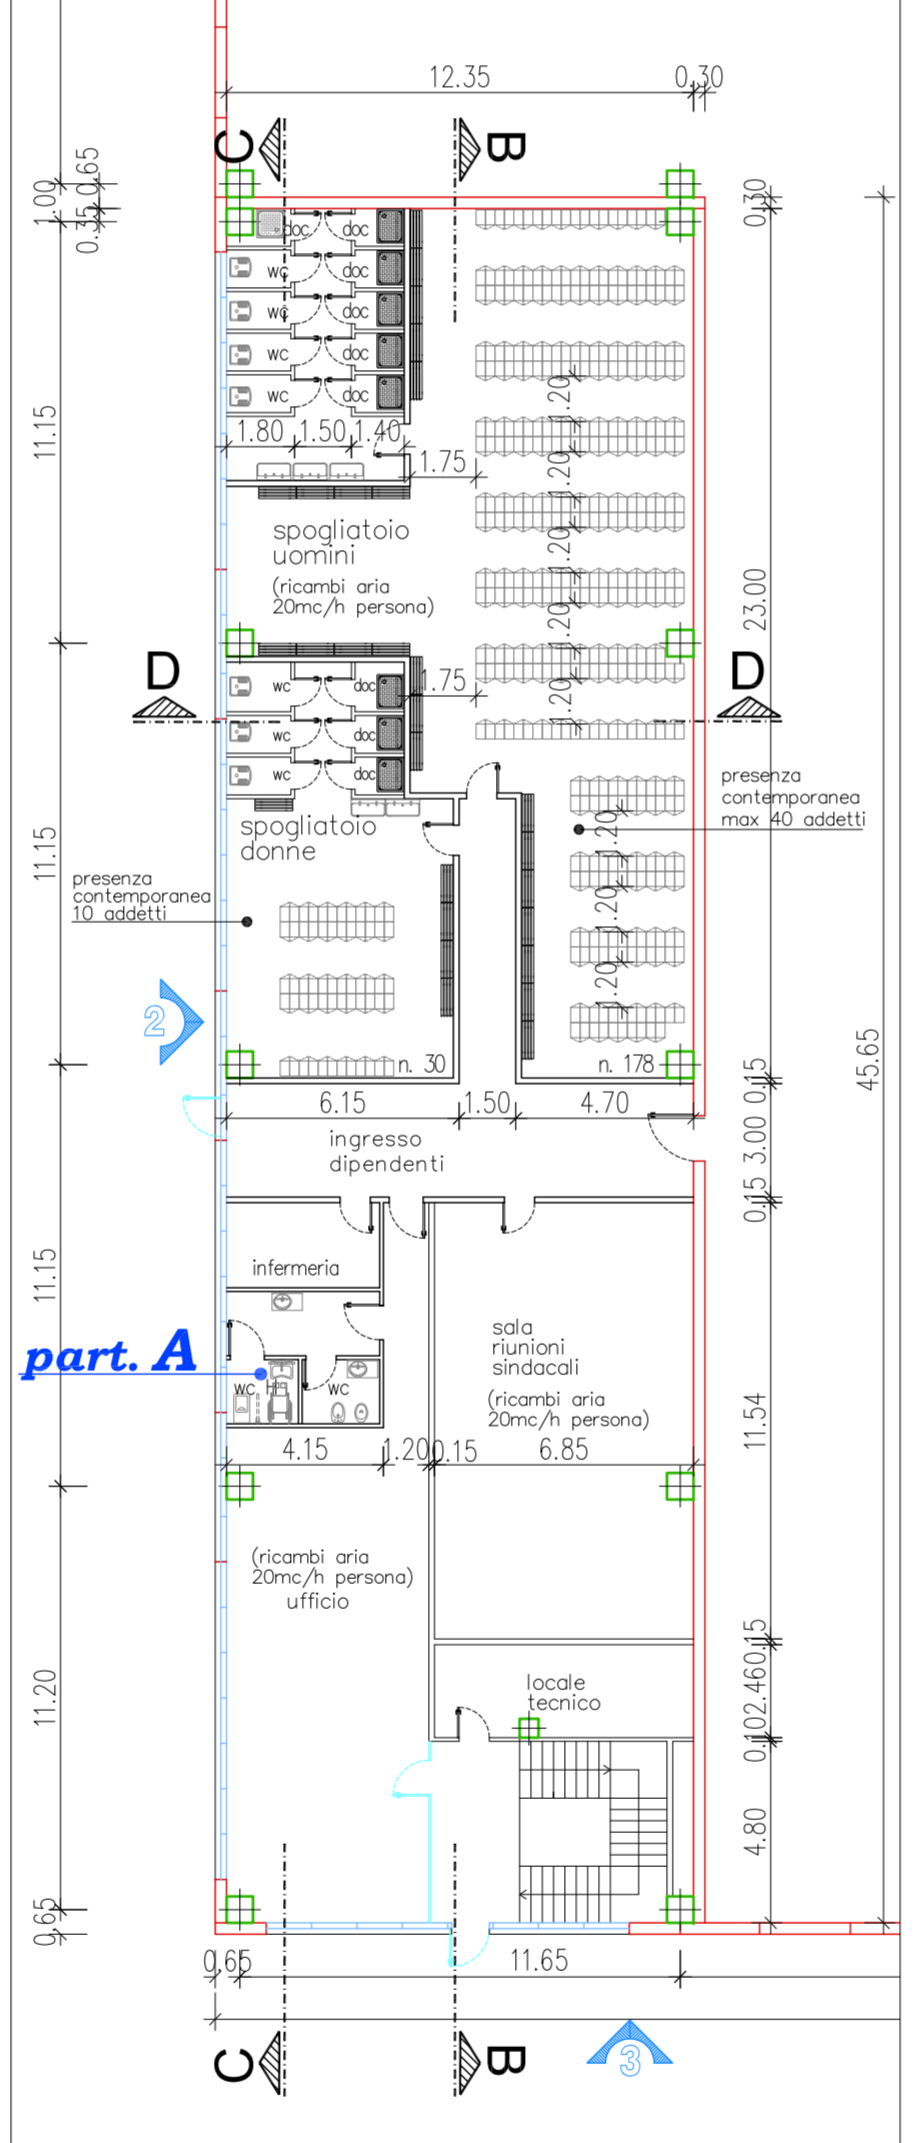 12.35
0.30
C
B
0.65
1.00
0.35
0.30
doc
doc
wc
doc
wc
doc
wc
doc
wc
doc
1.20
11.15
1.80
1.50
1.40
1.75
1.20
spogliatoio
uomini
1.20
(ricambi aria
20mc/h persona)
23.00
1.20
D
D
1.75
wc
doc
1.20
wc
doc
wc
doc
presenza
contemporanea
max 40 addetti
spogliatoio
donne
1.20
11.15
presenza
contemporanea
10 addetti
1.20
1.20
2
45.65
n. 30
n. 178
0.15
6.15
1.50
4.70
ingresso
dipendenti
3.00
0.15
11.15
infermeria
sala
riunioni
sindacali
part. A
(ricambi aria
20mc/h persona)
WC
H
WC
11.54
4.15
1.20
0.15
6.85
(ricambi aria
20mc/h persona)
ufficio
0.15
11.20
locale
tecnico
2.46
0.10
4.80
0.65
0.65
11.65
C
B
3